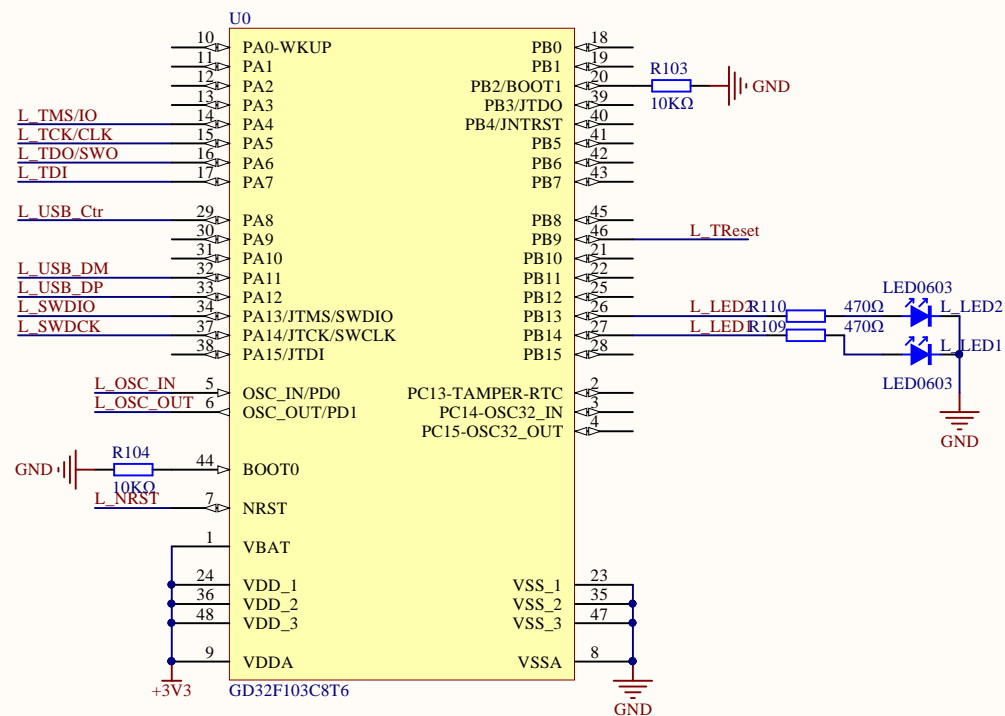 U0
10 PA0-WKUP PB0 18
11 PA1 PB1 19
12 PA2 PB2/BOOT1 20 R103 10KΩ GND
13 PA3 PB3/JTDO 39
L_TMS/IO 14 PA4 PB4/JNTRST 40
L_TCK/CLK 15 PA5 PB5 41
L_TDO/SWO 16 PA6 PB6 42
L_TDI 17 PA7 PB7 43
L_USB_Ctr 29 PA8 PB8 45
30 PA9 PB9 46 L_TReset
31 PA10 PB10 21
L_USB_DM 32 PA11 PB11 22
L_USB_DP 33 PA12 PB12 25 LED0603
L_SWDIO 34 PA13/JTMS/SWDIO PB13 26 L_LED2 R110 470Ω L_LED2
L_SWDCK 37 PA14/JTCK/SWCLK PB14 27 L_LED1 R109 470Ω L_LED1
38 PA15/JTDI PB15 28 LED0603
L_OSC_IN 5 OSC_IN/PD0 PC13-TAMPER-RTC 2
L_OSC_OUT 6 OSC_OUT/PD1 PC14-OSC32_IN 3
PC15-OSC32_OUT 4 GND
GND R104 10KΩ 44 BOOT0
L_NRST 7 NRST
1 VBAT
24 VDD_1 VSS_1 23
36 VDD_2 VSS_2 35
48 VDD_3 VSS_3 47
9 VDDA VSSA 8
+3V3 GD32F103C8T6 GND